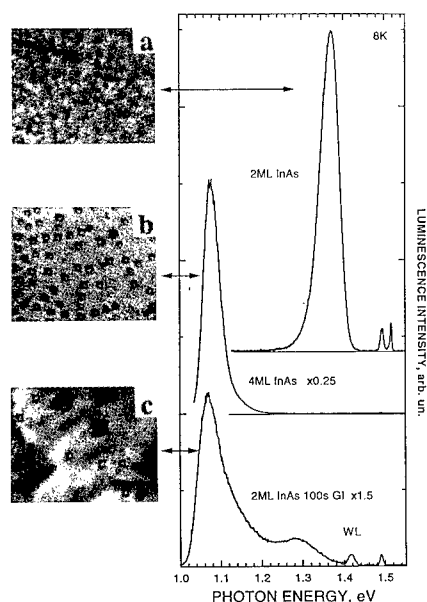 a
8K
2ML InAs
b
4ML InAs x0.25
c
2ML InAs 100s GI x1.5
WL
LUMINESCENCE INTENSITY, arb. un.
1.0 1.1 1.2 1.3 1.4 1.5
PHOTON ENERGY, eV